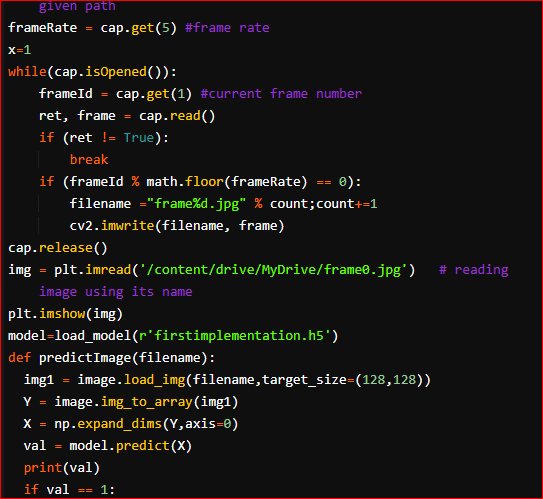 given path
frameRate = cap.get(5) #frame rate
x=1
while(cap.isOpened()):
frameId = cap.get(1) #current frame number
ret, frame = cap.read()
if (ret != True):
break
if (frameId % math.floor(frameRate) == 0):
filename ="frame%d.jpg" % count;count+=1
cv2.imwrite(filename, frame)
cap.release()
img = plt.imread('/content/drive/MyDrive/frame0.jpg')   # reading
image using its name
plt.imshow(img)
model=load_model(r'firstimplementation.h5')
def predictImage(filename):
img1 = image.load_img(filename,target_size=(128,128))
Y = image.img_to_array(img1)
X = np.expand_dims(Y,axis=0)
val = model.predict(X)
print(val)
if val == 1: